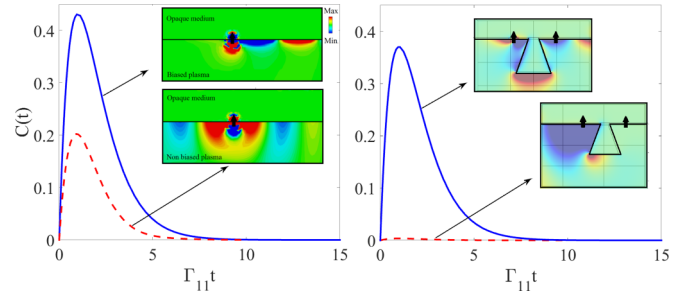 0.4
0.3
0.2
0.1
0
C(t)
0
5
10
15
Γ11t
Opaque medium
Biased plasma
Max
Min
Opaque medium
Non biased plasma
0.4
0.3
0.2
0.1
0
0
5
10
15
Γ11t